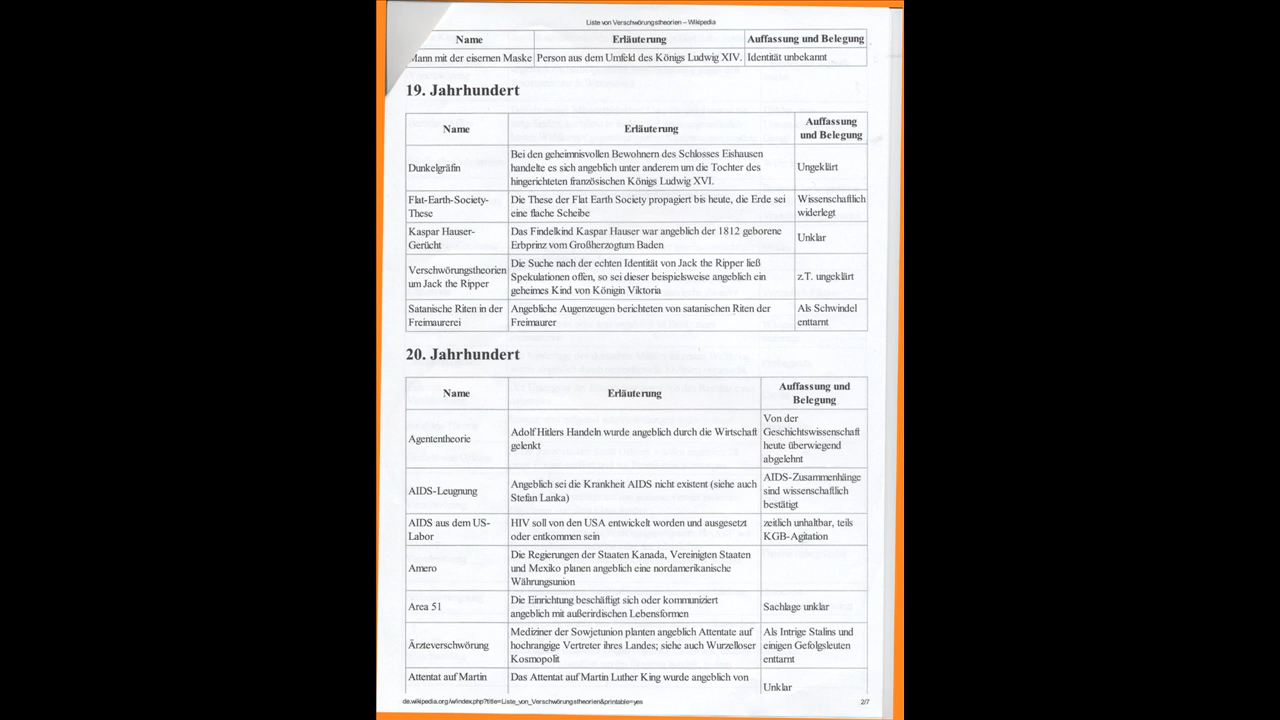 Liste von Verschwörungstheorien – Wikipedia
Name Erläuterung Auffassung und Belegung
Mann mit der eisernen Maske Person aus dem Umfeld des Königs Ludwig XIV. Identität unbekannt
19. Jahrhundert
Name Erläuterung Auffassung
und Belegung
Dunkelgräfin
Bei den geheimnisvollen Bewohnern des Schlosses Eishausen
handelte es sich angeblich unter anderem um die Tochter des
hingerichteten französischen Königs Ludwig XVI.
Ungeklärt
Flat-Earth-Society-
These
Die These der Flat Earth Society propagiert bis heute, die Erde sei
eine flache Scheibe
Wissenschaftlich
widerlegt
Kaspar Hauser-
Gerücht
Das Findelkind Kaspar Hauser war angeblich der 1812 geborene
Erbprinz vom Großherzogtum Baden
Unklar
Verschwörungstheorien
um Jack the Ripper
Die Suche nach der echten Identität von Jack the Ripper ließ
Spekulationen offen, so sei dieser beispielsweise angeblich ein
geheimes Kind von Königin Viktoria
z.T. ungeklärt
Satanische Riten in der
Freimaurerei
Angebliche Augenzeugen berichteten von satanischen Riten der
Freimaurer
Als Schwindel
enttarnt
20. Jahrhundert
Name Erläuterung Auffassung und
Belegung
Agententheorie
Adolf Hitlers Handeln wurde angeblich durch die Wirtschaft
gelenkt
Von der
Geschichtswissenschaft
heute überwiegend
abgelehnt
AIDS-Leugnung
Angeblich sei die Krankheit AIDS nicht existent (siehe auch
Stefan Lanka)
AIDS-Zusammenhänge
sind wissenschaftlich
bestätigt
AIDS aus dem US-
Labor
HIV soll von den USA entwickelt worden und ausgesetzt
oder entkommen sein
zeitlich unhaltbar, teils
KGB-Agitation
Amero
Die Regierungen der Staaten Kanada, Vereinigten Staaten
und Mexiko planen angeblich eine nordamerikanische
Währungsunion
Area 51
Die Einrichtung beschäftigt sich oder kommuniziert
angeblich mit außerirdischen Lebensformen
Sachlage unklar
Ärzteverschwörung
Mediziner der Sowjetunion planten angeblich Attentate auf
hochrangige Vertreter ihres Landes; siehe auch Wurzelloser
Kosmopolit
Als Intrige Stalins und
einigen Gefolgsleuten
enttarnt
Attentat auf Martin
Das Attentat auf Martin Luther King wurde angeblich von
Unklar
de.wikipedia.org/w/index.php?title=Liste_von_Verschwörungstheorien&printable=yes 2/7